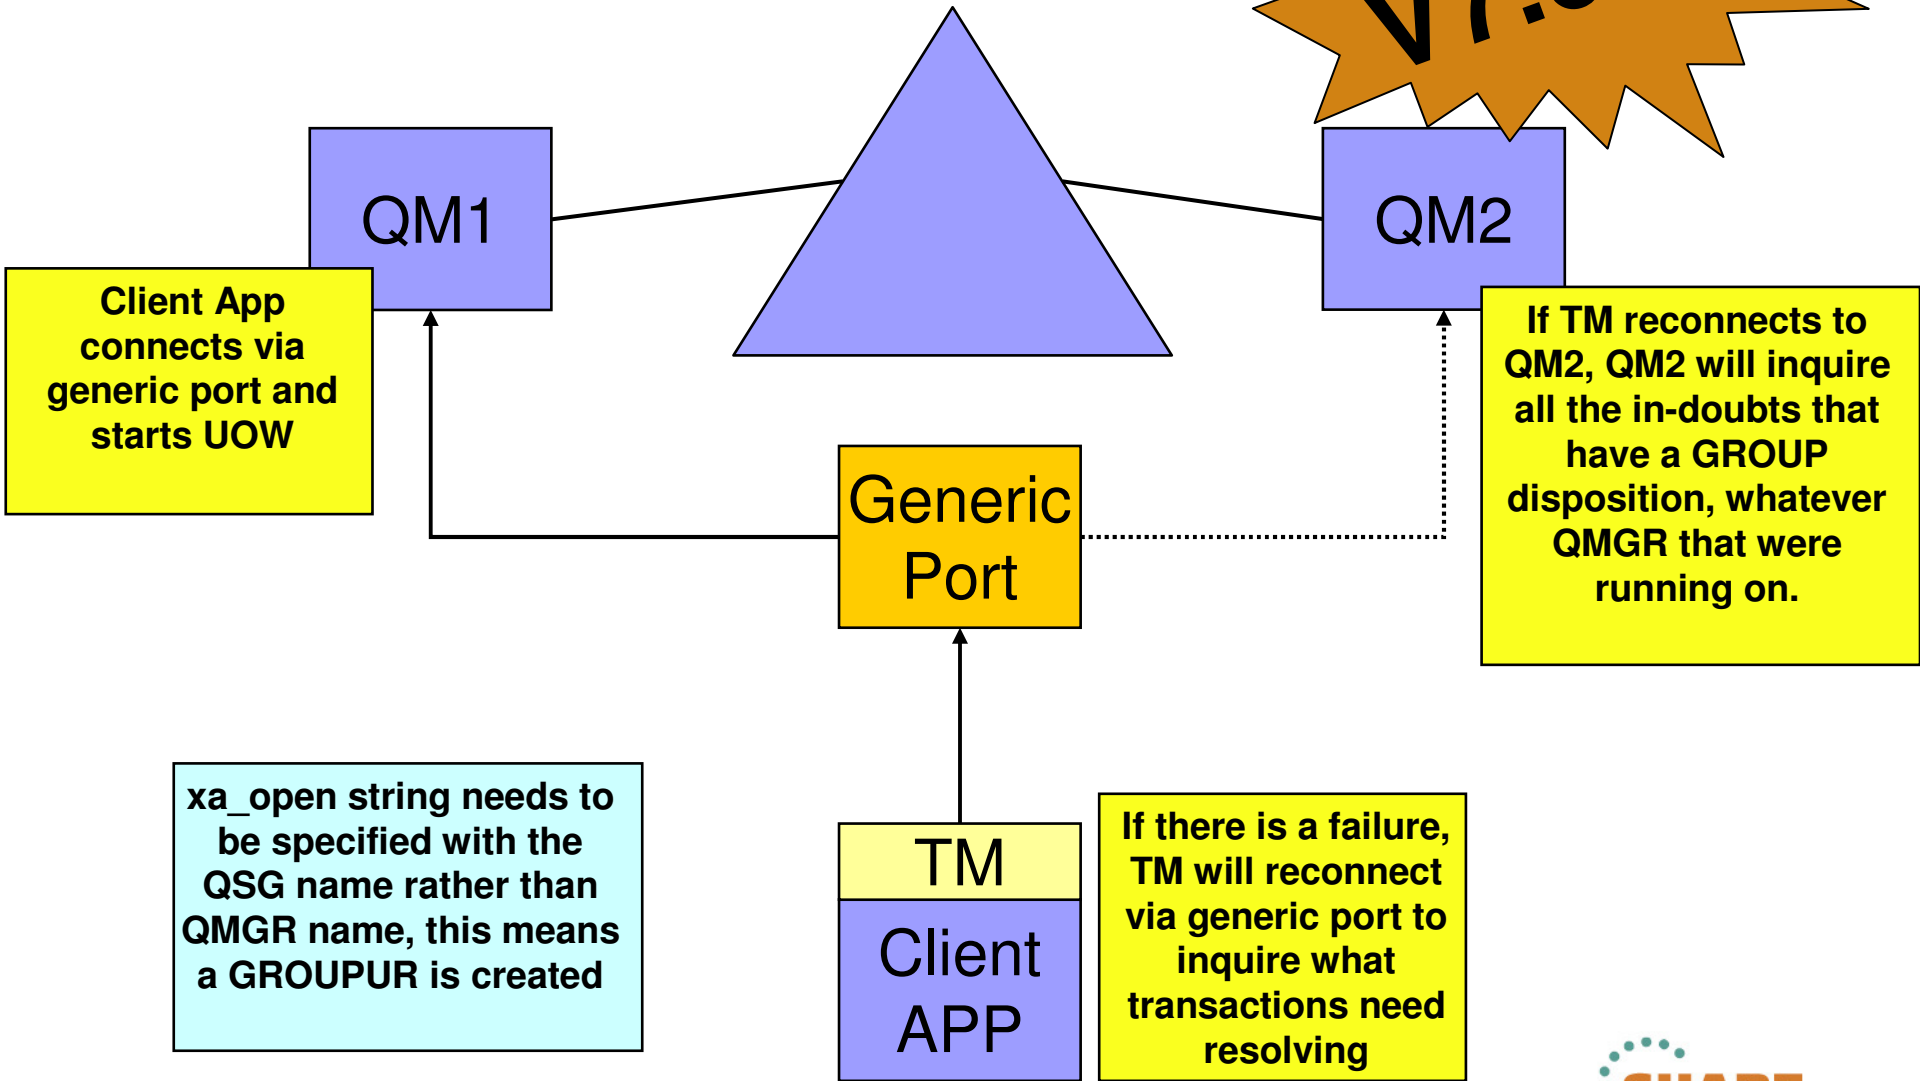 QM1
QM2
Client App
connects via
generic port and
starts UOW
If TM reconnects to
QM2, QM2 will inquire
all the in-doubts that
have a GROUP
disposition, whatever
QMGR that were
running on.
Generic
Port
xa_open string needs to
be specified with the
QSG name rather than
QMGR name, this means
a GROUPUR is created
TM
Client
APP
If there is a failure,
TM will reconnect
via generic port to
inquire what
transactions need
resolving